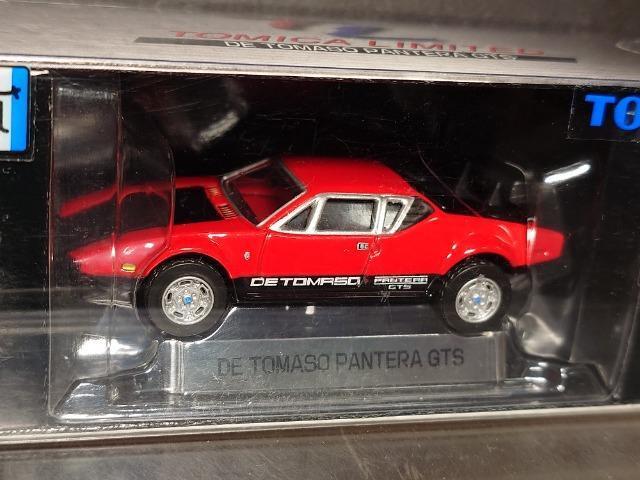 TOMICA LIMITED
DE TOMASO PANTERA GTS
TO
DE TOMASO PANTERA
GTS
DE TOMASO PANTERA GTS